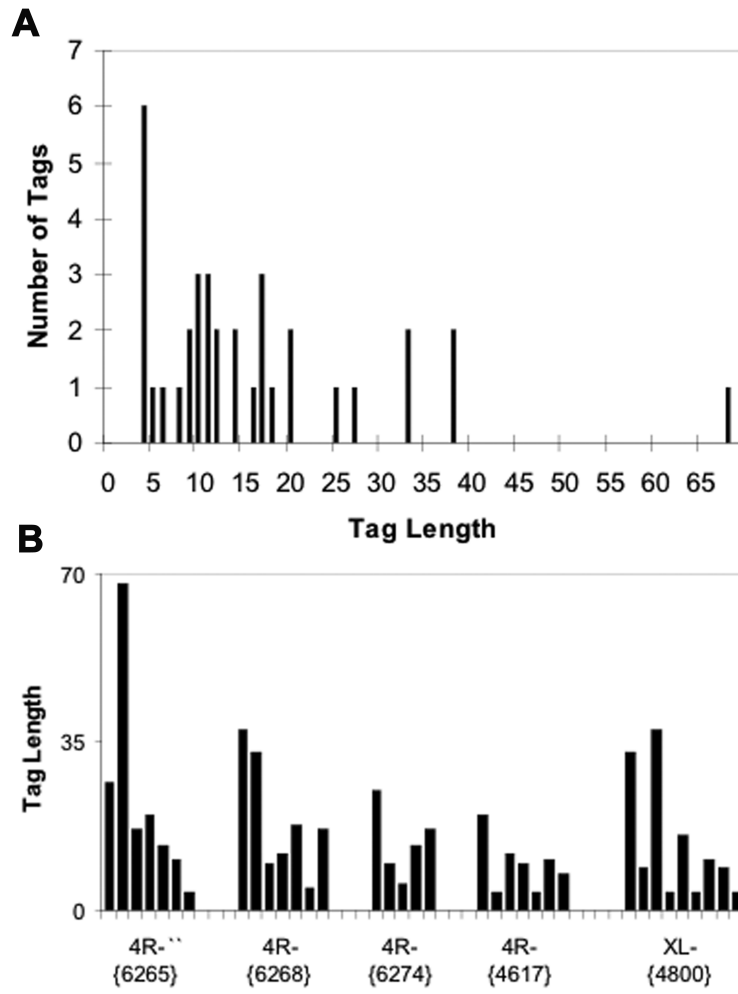 A
7
6
5
4
3
2
1
0
Number of Tags
0 5 10 15 20 25 30 35 40 45 50 55 60 65
Tag Length
B
70
35
0
Tag Length
4R-`` 4R- 4R- 4R- XL-
{6265} {6268} {6274} {4617} {4800}